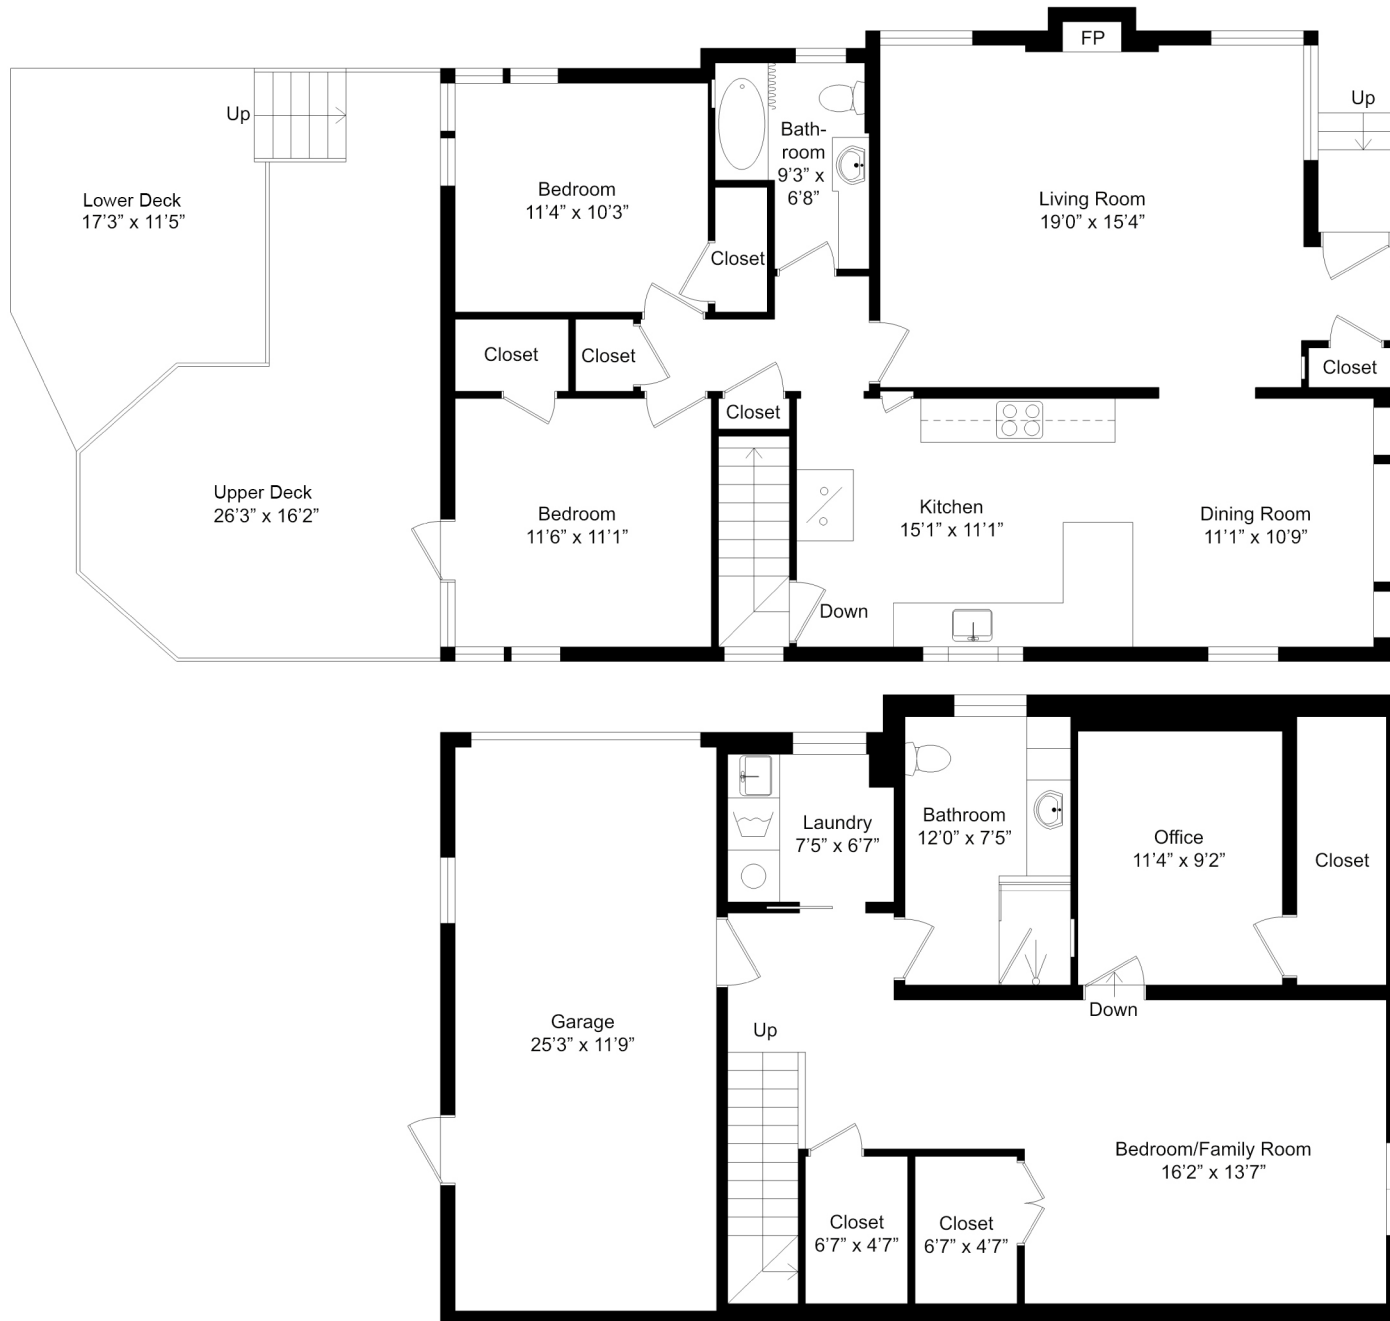 FP
Up
Up
Lower Deck
17’3” x 11’5”
Bedroom
11’4” x 10’3”
Bath-
room
9’3” x
6’8”
Living Room
19’0” x 15’4”
Closet
Closet
Closet
Closet
Closet
Upper Deck
26’3” x 16’2”
Bedroom
11’6” x 11’1”
Kitchen
15’1” x 11’1”
Dining Room
11’1” x 10’9”
Down
Laundry
7’5” x 6’7”
Bathroom
12’0” x 7’5”
Office
11’4” x 9’2”
Closet
Garage
25’3” x 11’9”
Up
Down
Bedroom/Family Room
16’2” x 13’7”
Closet
6’7” x 4’7”
Closet
6’7” x 4’7”